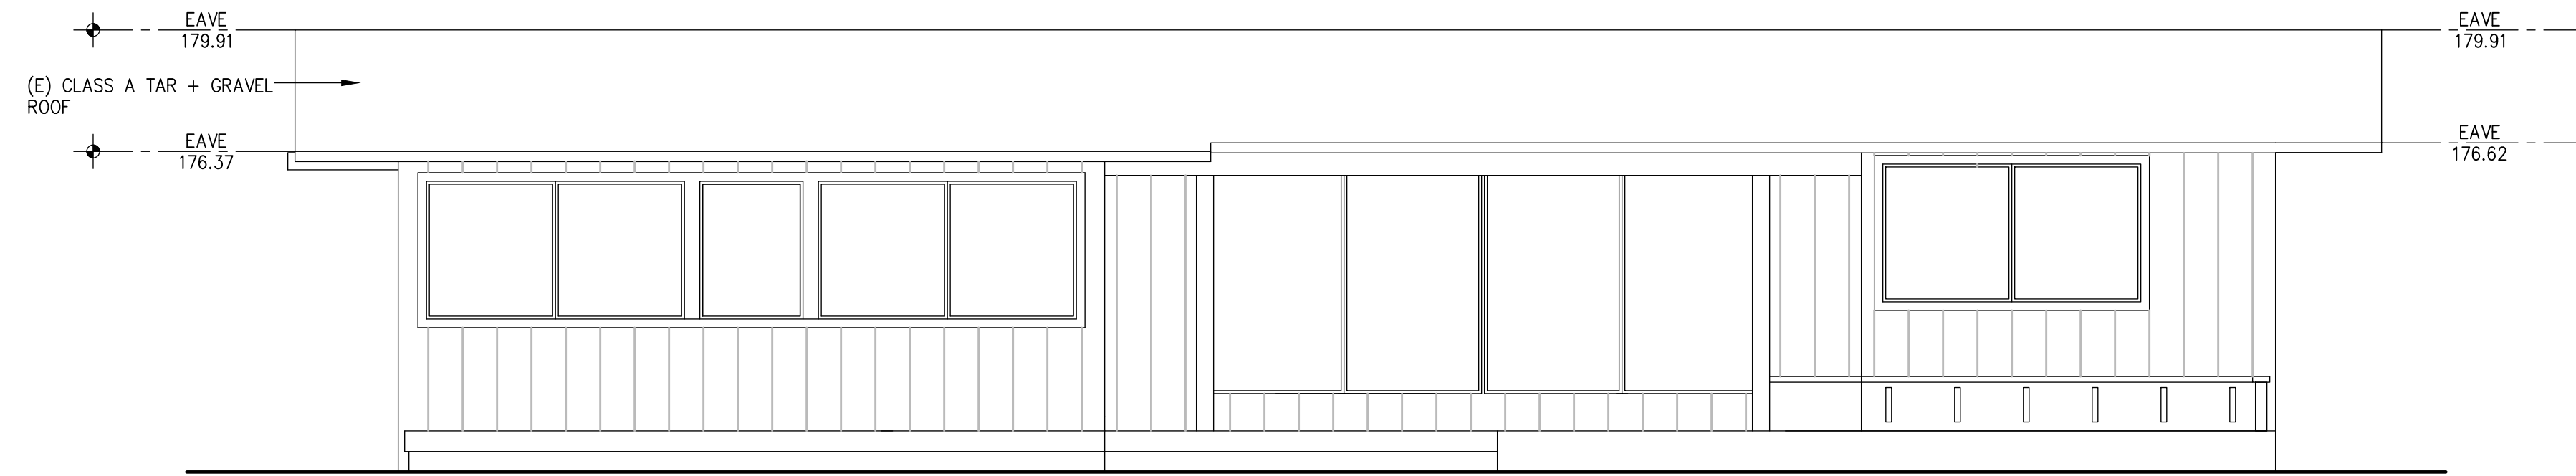 EAVE
179.91
(E) CLASS A TAR + GRAVEL
ROOF
EAVE
176.37
EAVE
179.91
EAVE
176.62